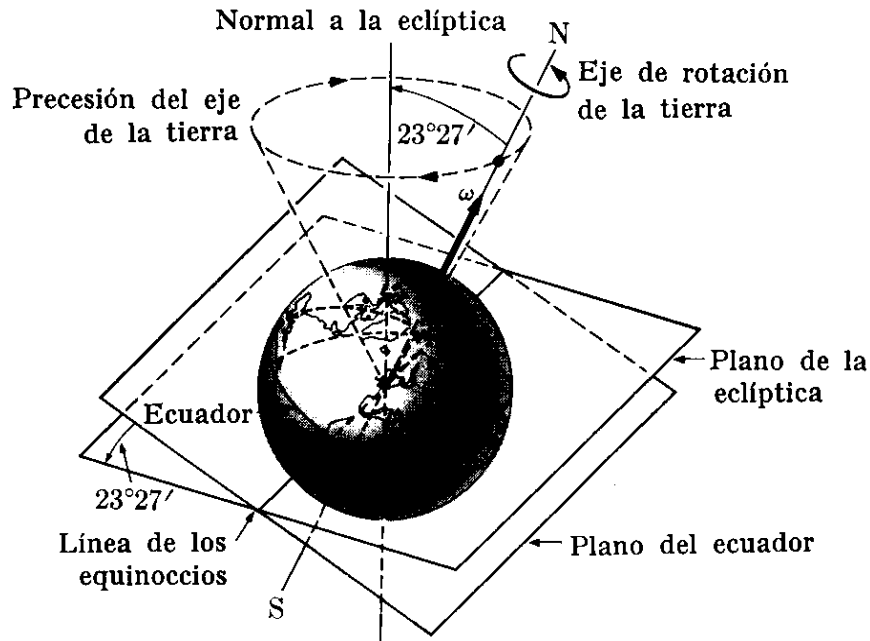 Normal a la eclíptica
N
Eje de rotación
de la tierra
Precesión del eje
de la tierra
23°27′
ω
Plano de la
eclíptica
Ecuador
23°27′
Línea de los
equinoccios
Plano del ecuador
S